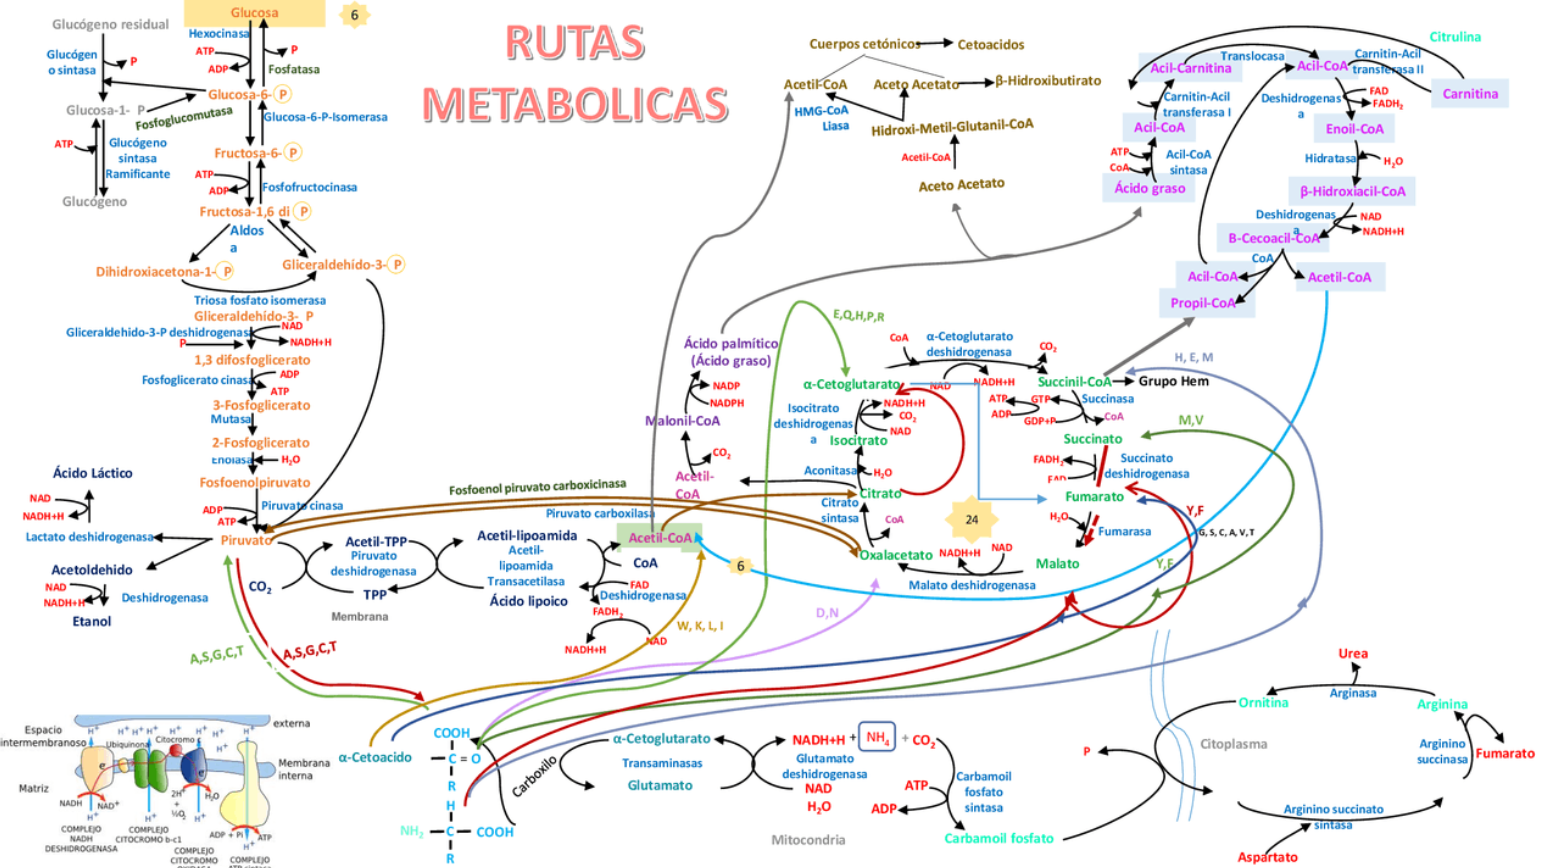 RUTAS
METABOLICAS
Glucógeno residual
Glucógen
o sintasa
P
Glucosa-1- P
Fosfoglucomutasa
ATP
Glucógeno
sintasa
Ramificante
Glucógeno
Glucosa
6
Hexocinasa
ATP
ADP
P
Fosfatasa
Glucosa-6- P
Glucosa-6-P-Isomerasa
Fructosa-6- P
ATP
ADP
Fosfofructocinasa
Fructosa-1,6 di P
Aldos
a
Dihidroxiacetona-1- P
Gliceraldehído-3- P
Triosa fosfato isomerasa
Gliceraldehído-3- P
Gliceraldehido-3-P deshidrogenasa
NAD
NADH+H
P
1,3 difosfoglicerato
Fosfoglicerato cinasa
ADP
ATP
3-Fosfoglicerato
Mutasa
2-Fosfoglicerato
Enolasa
H2O
Fosfoenolpiruvato
ADP
ATP
Piruvato cinasa
Piruvato
Ácido Láctico
NAD
NADH+H
Lactato deshidrogenasa
Acetoldehido
NAD
NADH+H
Deshidrogenasa
Etanol
CO2
Acetil-TPP
Piruvato
deshidrogenasa
TPP
Membrana
Acetil-lipoamida
Acetil-
lipoamida
Transacetilasa
Ácido lipoico
CoA
FAD
Deshidrogenasa
FADH2
NAD
NADH+H
Acetil-CoA
Fosfoenol piruvato carboxicinasa
Piruvato carboxilasa
6
Cuerpos cetónicos
Cetoacidos
Acetil-CoA
Aceto Acetato
β-Hidroxibutirato
HMG-CoA
Liasa
Hidroxi-Metil-Glutanil-CoA
Acetil-CoA
Aceto Acetato
Ácido palmítico
(Ácido graso)
NADP
NADPH
Malonil-CoA
CO2
Acetil-
CoA
Citrulina
Acil-Carnitina
Translocasa
Acil-CoA
Carnitin-Acil
transferasa II
Carnitina
Carnitin-Acil
transferasa I
Acil-CoA
ATP
CoA
Acil-CoA
sintasa
Ácido graso
Deshidrogenas
a
FAD
FADH2
Enoil-CoA
Hidratasa
H2O
β-Hidroxiacil-CoA
Deshidrogenas
a
NAD
NADH+H
B-Cecoacil-CoA
CoA
Acil-CoA
Acetil-CoA
Propil-CoA
E,Q,H,P,R
CoA
α-Cetoglutarato
deshidrogenasa
CO2
α-Cetoglutarato
NAD
NADH+H
Succinil-CoA
Grupo Hem
H, E, M
Isocitrato
deshidrogenas
a
NADH+H
CO2
NAD
Isocitrato
ATP
ADP
GTP
GDP+P
Succinasa
CoA
Succinato
M,V
FADH2
FAD
Succinato
deshidrogenasa
Aconitasa
H2O
Citrato
Citrato
sintasa
CoA
24
Fumarato
H2O
Fumarasa
Y,F
G, S, C, A, V, T
Oxalacetato
NADH+H
NAD
Malato
Malato deshidrogenasa
Y,F
D,N
W, K, L, I
A,S,G,C,T
A,S,G,C,T
Espacio
intermembranoso
externa
H+ H+ H+ H+ H+ H+
Ubiquinona
Citocromo c
H+
Membrana
interna
Matriz
e-
e-
NADH
NAD+
H+
H+
2H+
+
½O2
H2O
H+
ADP + Pi
ATP
H+
COMPLEJO
NADH
DESHIDROGENASA
COMPLEJO
CITOCROMO b-c1
COMPLEJO
CITOCROMO
OXIDASA
COMPLEJO
ATP sintasa
α-Cetoacido
COOH
C = O
R
H
NH2
C
COOH
R
Carboxilo
α-Cetoglutarato
Transaminasas
Glutamato
NADH+H + NH4 + CO2
Glutamato
deshidrogenasa
NAD
H2O
ATP
ADP
Carbamoil
fosfato
sintasa
Carbamoil fosfato
Mitocondria
P
Citoplasma
Urea
Arginasa
Ornitina
Arginina
Arginino
succinasa
Fumarato
Arginino succinato
sintasa
Aspartato